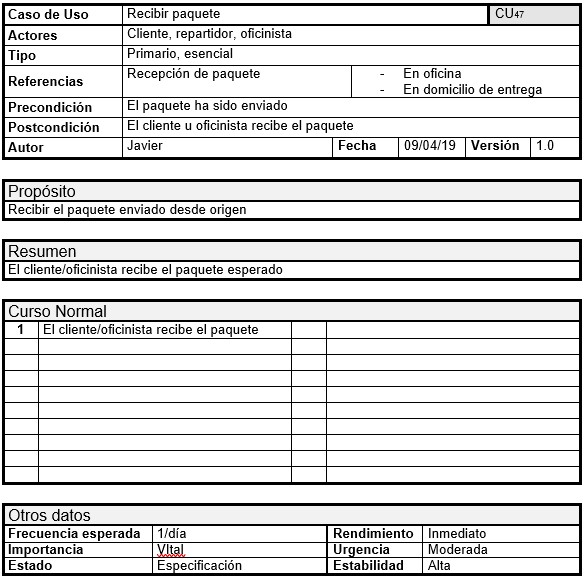 Caso de Uso Recibir paquete CU47
Actores Cliente, repartidor, oficinista
Tipo Primario, esencial
Referencias Recepción de paquete - En oficina
- En domicilio de entrega
Precondición El paquete ha sido enviado
Postcondición El cliente u oficinista recibe el paquete
Autor Javier Fecha 09/04/19 Versión 1.0
Propósito
Recibir el paquete enviado desde origen
Resumen
El cliente/oficinista recibe el paquete esperado
Curso Normal
1 El cliente/oficinista recibe el paquete
Otros datos
Frecuencia esperada 1/día Rendimiento Inmediato
Importancia VItal Urgencia Moderada
Estado Especificación Estabilidad Alta